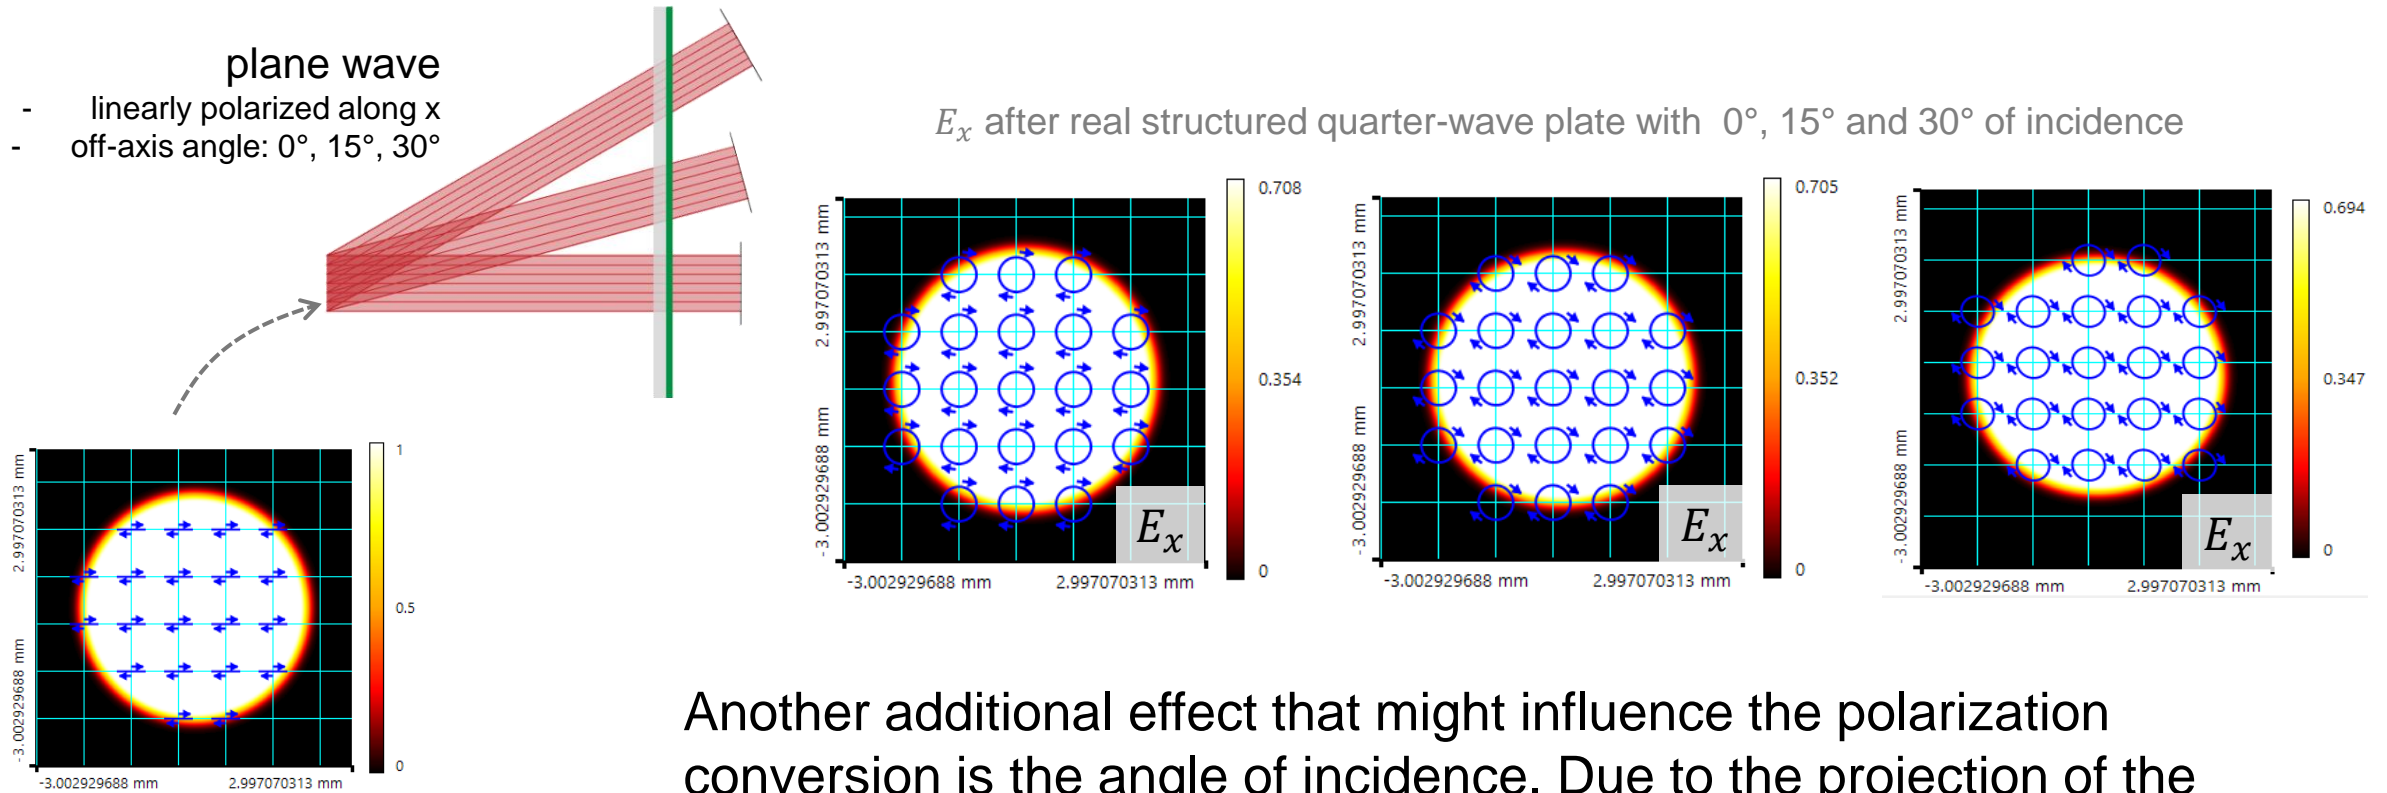 plane wave
- linearly polarized along x
- off-axis angle: 0°, 15°, 30°
E_x after real structured quarter-wave plate with 0°, 15° and 30° of incidence
0.708
0.354
0
2.997070313 mm
-3.002929688 mm
-3.002929688 mm
2.997070313 mm
E_x
0.705
0.352
0
2.997070313 mm
-3.002929688 mm
-3.002929688 mm
2.997070313 mm
E_x
0.694
0.347
0
2.997070313 mm
-3.002929688 mm
-3.002929688 mm
2.997070313 mm
E_x
1
0.5
0
2.997070313 mm
-3.002929688 mm
-3.002929688 mm
2.997070313 mm
Another additional effect that might influence the polarization
conversion is the angle of incidence. Due to the projection of the